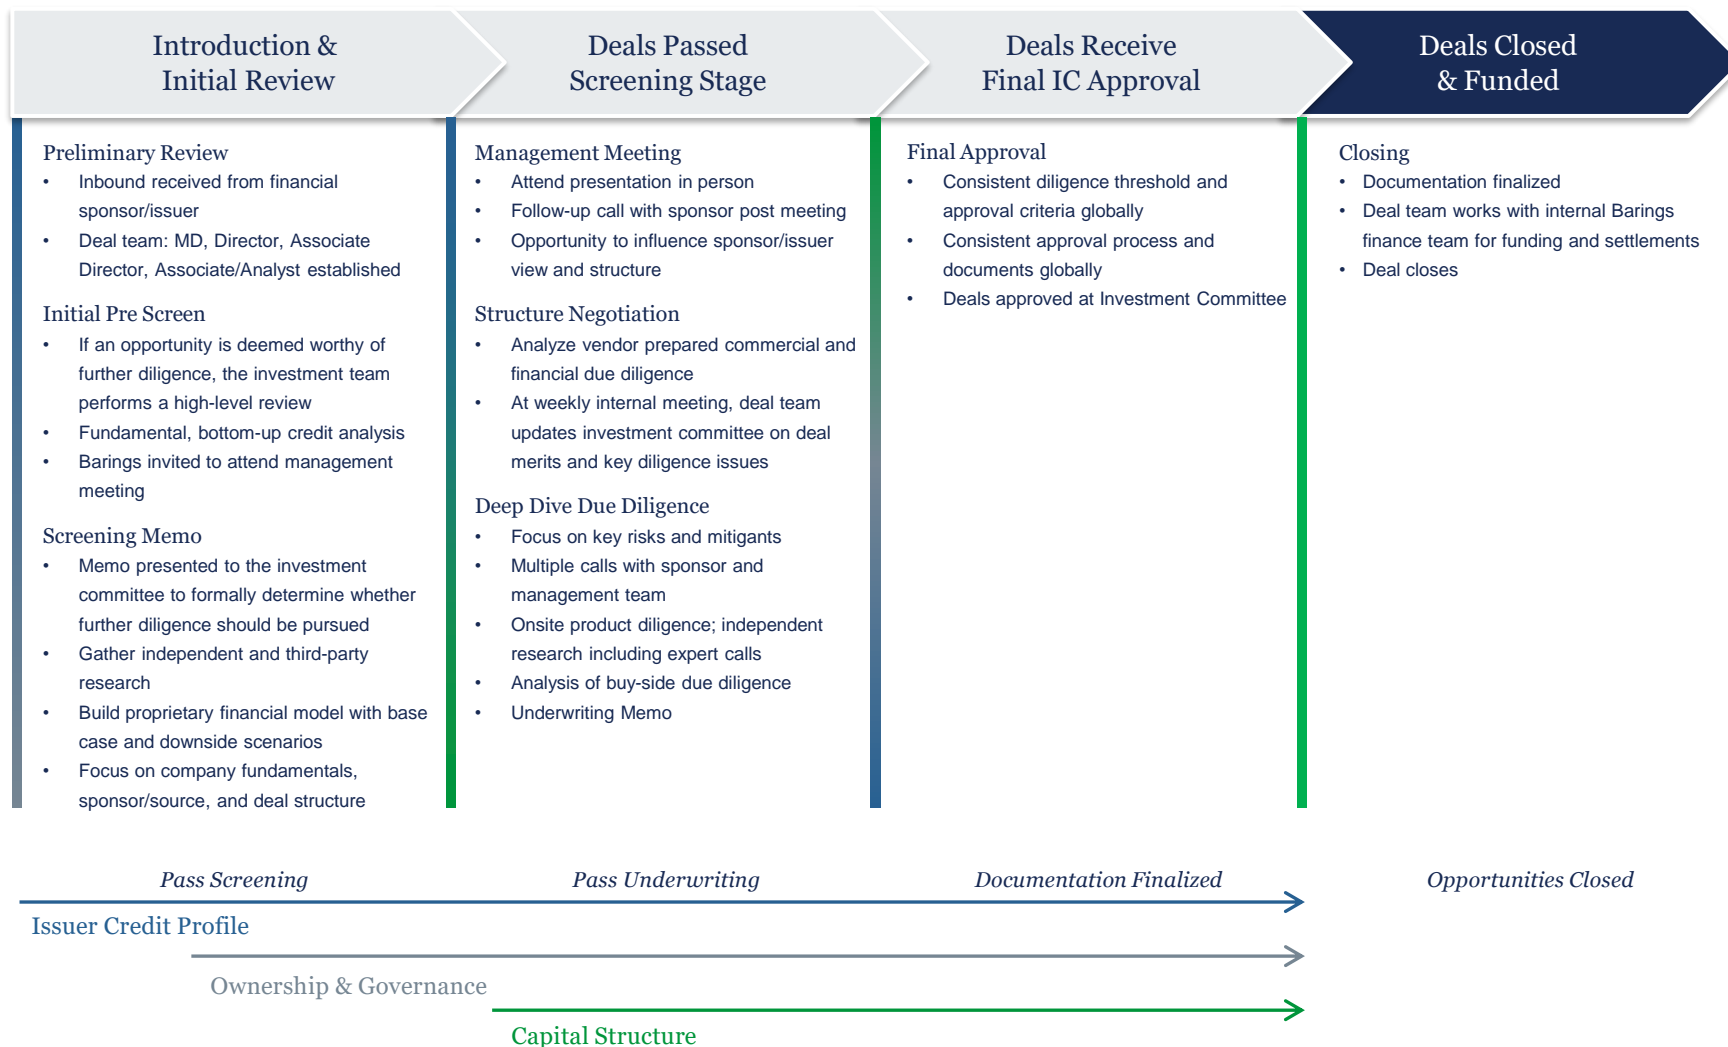 Introduction &
Initial Review
Deals Passed
Screening Stage
Deals Receive
Final IC Approval
Deals Closed
& Funded
Preliminary Review
• Inbound received from financial
sponsor/issuer
• Deal team: MD, Director, Associate
Director, Associate/Analyst established
Initial Pre Screen
• If an opportunity is deemed worthy of
further diligence, the investment team
performs a high-level review
• Fundamental, bottom-up credit analysis
• Barings invited to attend management
meeting
Screening Memo
• Memo presented to the investment
committee to formally determine whether
further diligence should be pursued
• Gather independent and third-party
research
• Build proprietary financial model with base
case and downside scenarios
• Focus on company fundamentals,
sponsor/source, and deal structure
Management Meeting
• Attend presentation in person
• Follow-up call with sponsor post meeting
• Opportunity to influence sponsor/issuer
view and structure
Structure Negotiation
• Analyze vendor prepared commercial and
financial due diligence
• At weekly internal meeting, deal team
updates investment committee on deal
merits and key diligence issues
Deep Dive Due Diligence
• Focus on key risks and mitigants
• Multiple calls with sponsor and
management team
• Onsite product diligence; independent
research including expert calls
• Analysis of buy-side due diligence
• Underwriting Memo
Final Approval
• Consistent diligence threshold and
approval criteria globally
• Consistent approval process and
documents globally
• Deals approved at Investment Committee
Closing
• Documentation finalized
• Deal team works with internal Barings
finance team for funding and settlements
• Deal closes
Pass Screening
Pass Underwriting
Documentation Finalized
Opportunities Closed
Issuer Credit Profile
Ownership & Governance
Capital Structure